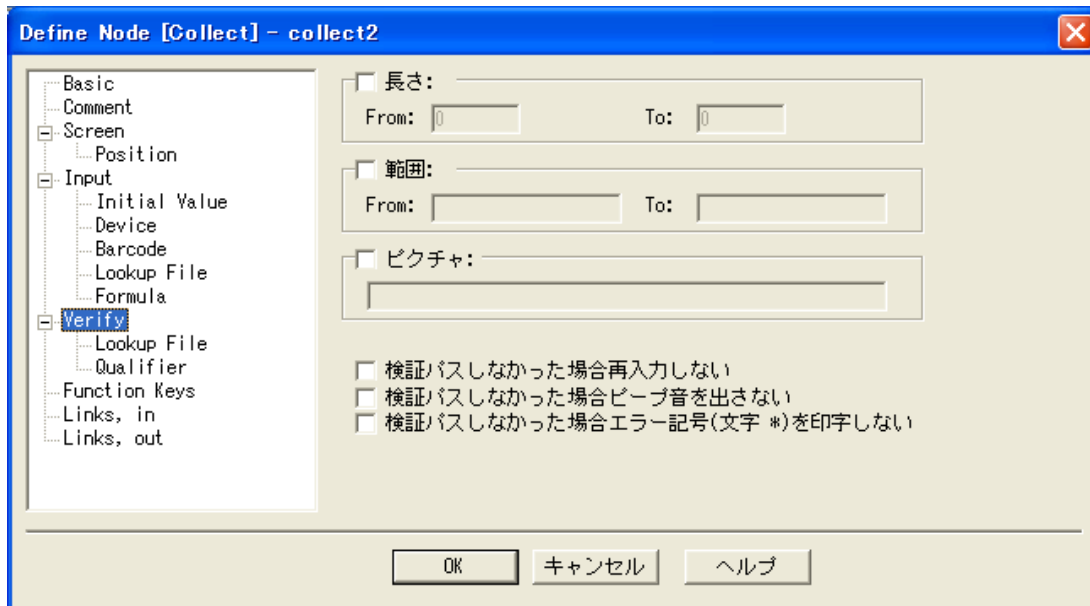 Define Node [Collect] - collect2
Basic
Comment
Screen
Position
Input
Initial Value
Device
Barcode
Lookup File
Formula
Verify
Lookup File
Qualifier
Function Keys
Links, in
Links, out
長さ:
From: 0 To: 0
範囲:
From: To:
ピクチャ:
検証パスしなかった場合再入力しない
検証パスしなかった場合ビープ音を出さない
検証パスしなかった場合エラー記号(文字 *)を印字しない
OK キャンセル ヘルプ